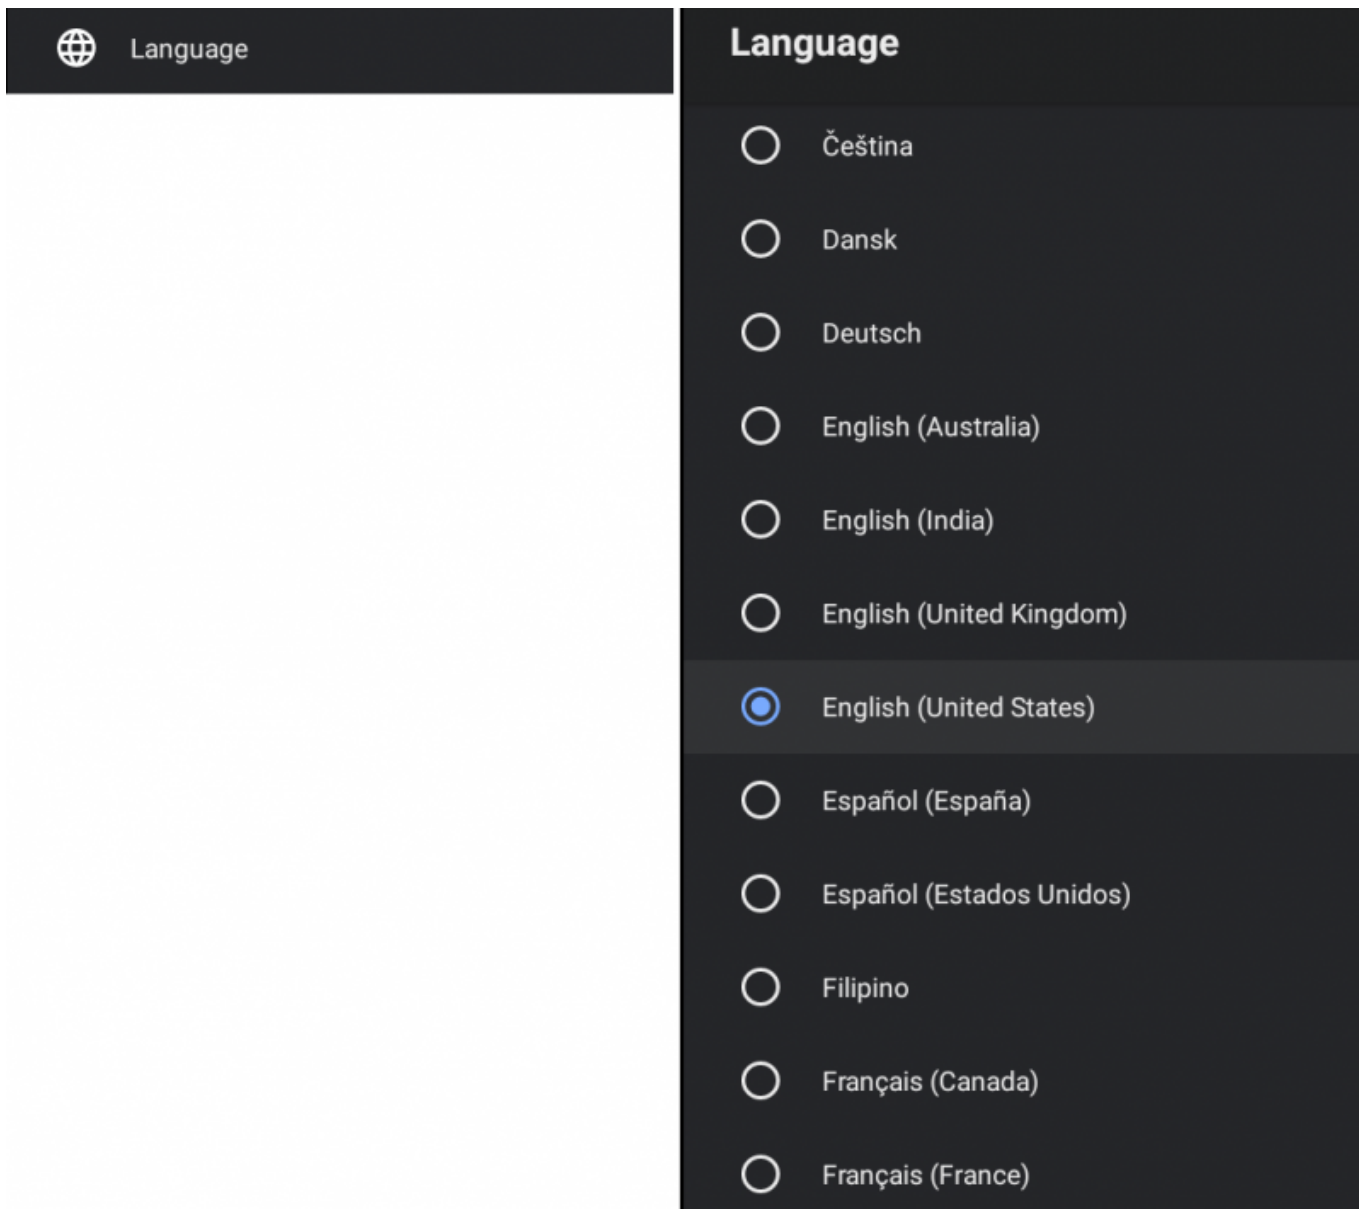 Language
Language
Čeština
Dansk
Deutsch
English (Australia)
English (India)
English (United Kingdom)
English (United States)
Español (España)
Español (Estados Unidos)
Filipino
Français (Canada)
Français (France)